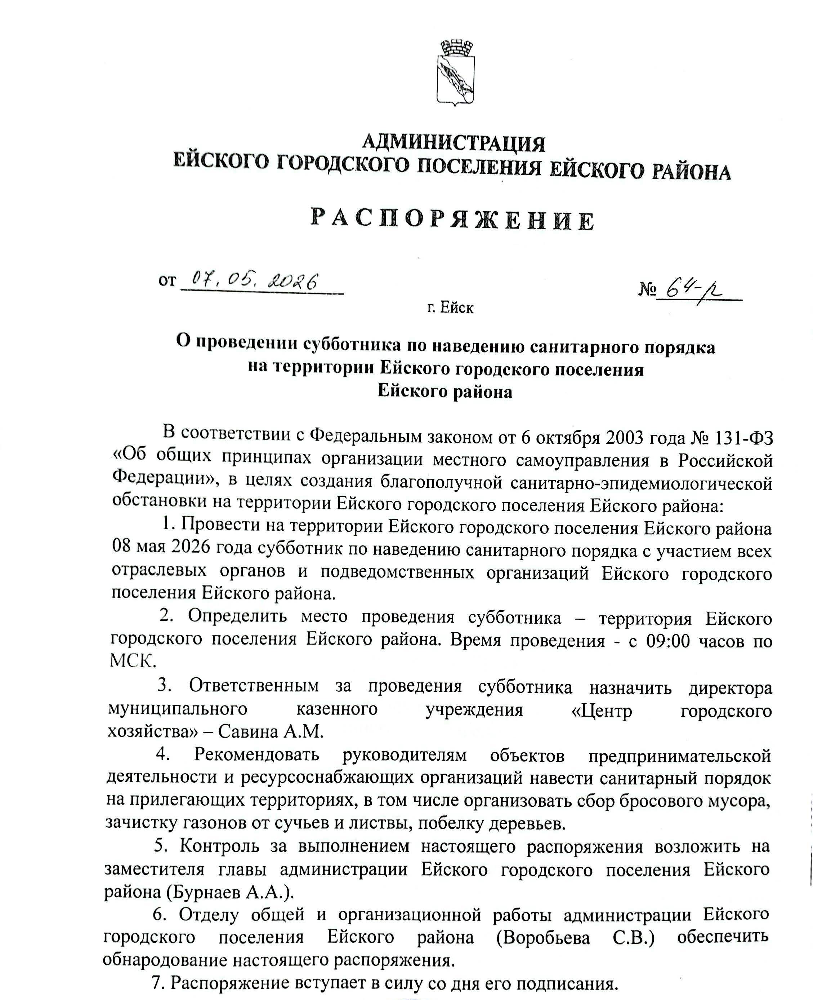 АДМИНИСТРАЦИЯ
ЕЙСКОГО ГОРОДСКОГО ПОСЕЛЕНИЯ ЕЙСКОГО РАЙОНА
РАСПОРЯЖЕНИЕ
от 07.05.2026 № 64-р
г. Ейск
О проведении субботника по наведению санитарного порядка
на территории Ейского городского поселения
Ейского района
В соответствии с Федеральным законом от 6 октября 2003 года № 131-ФЗ
«Об общих принципах организации местного самоуправления в Российской
Федерации», в целях создания благополучной санитарно-эпидемиологической
обстановки на территории Ейского городского поселения Ейского района:
1. Провести на территории Ейского городского поселения Ейского района
08 мая 2026 года субботник по наведению санитарного порядка с участием всех
отраслевых органов и подведомственных организаций Ейского городского
поселения Ейского района.
2. Определить место проведения субботника – территория Ейского
городского поселения Ейского района. Время проведения - с 09:00 часов по
МСК.
3. Ответственным за проведения субботника назначить директора
муниципального казенного учреждения «Центр городского
хозяйства» – Савина А.М.
4. Рекомендовать руководителям объектов предпринимательской
деятельности и ресурсоснабжающих организаций навести санитарный порядок
на прилегающих территориях, в том числе организовать сбор бросового мусора,
зачистку газонов от сучьев и листвы, побелку деревьев.
5. Контроль за выполнением настоящего распоряжения возложить на
заместителя главы администрации Ейского городского поселения Ейского
района (Бурнаев А.А.).
6. Отделу общей и организационной работы администрации Ейского
городского поселения Ейского района (Воробьева С.В.) обеспечить
обнародование настоящего распоряжения.
7. Распоряжение вступает в силу со дня его подписания.